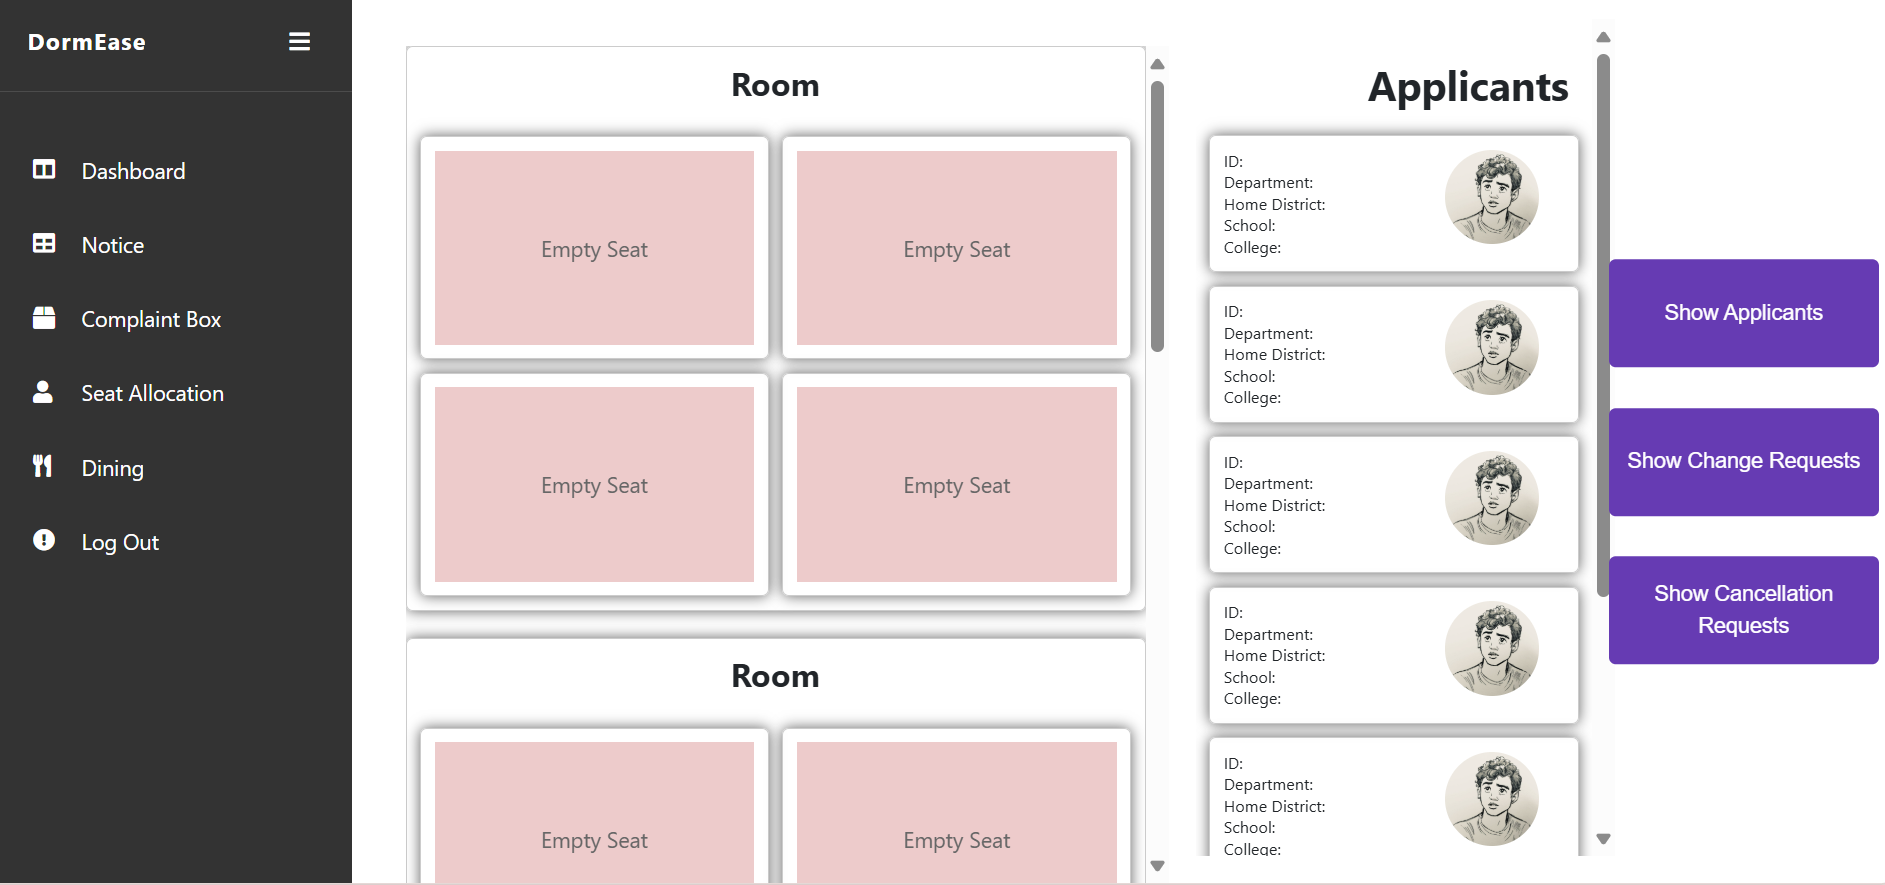 DormEase
Dashboard
Notice
Complaint Box
Seat Allocation
Dining
Log Out
Room
Empty Seat
Empty Seat
Empty Seat
Empty Seat
Room
Empty Seat
Empty Seat
Applicants
ID:
Department:
Home District:
School:
College:
ID:
Department:
Home District:
School:
College:
ID:
Department:
Home District:
School:
College:
ID:
Department:
Home District:
School:
College:
ID:
Department:
Home District:
School:
College:
Show Applicants
Show Change Requests
Show Cancellation
Requests